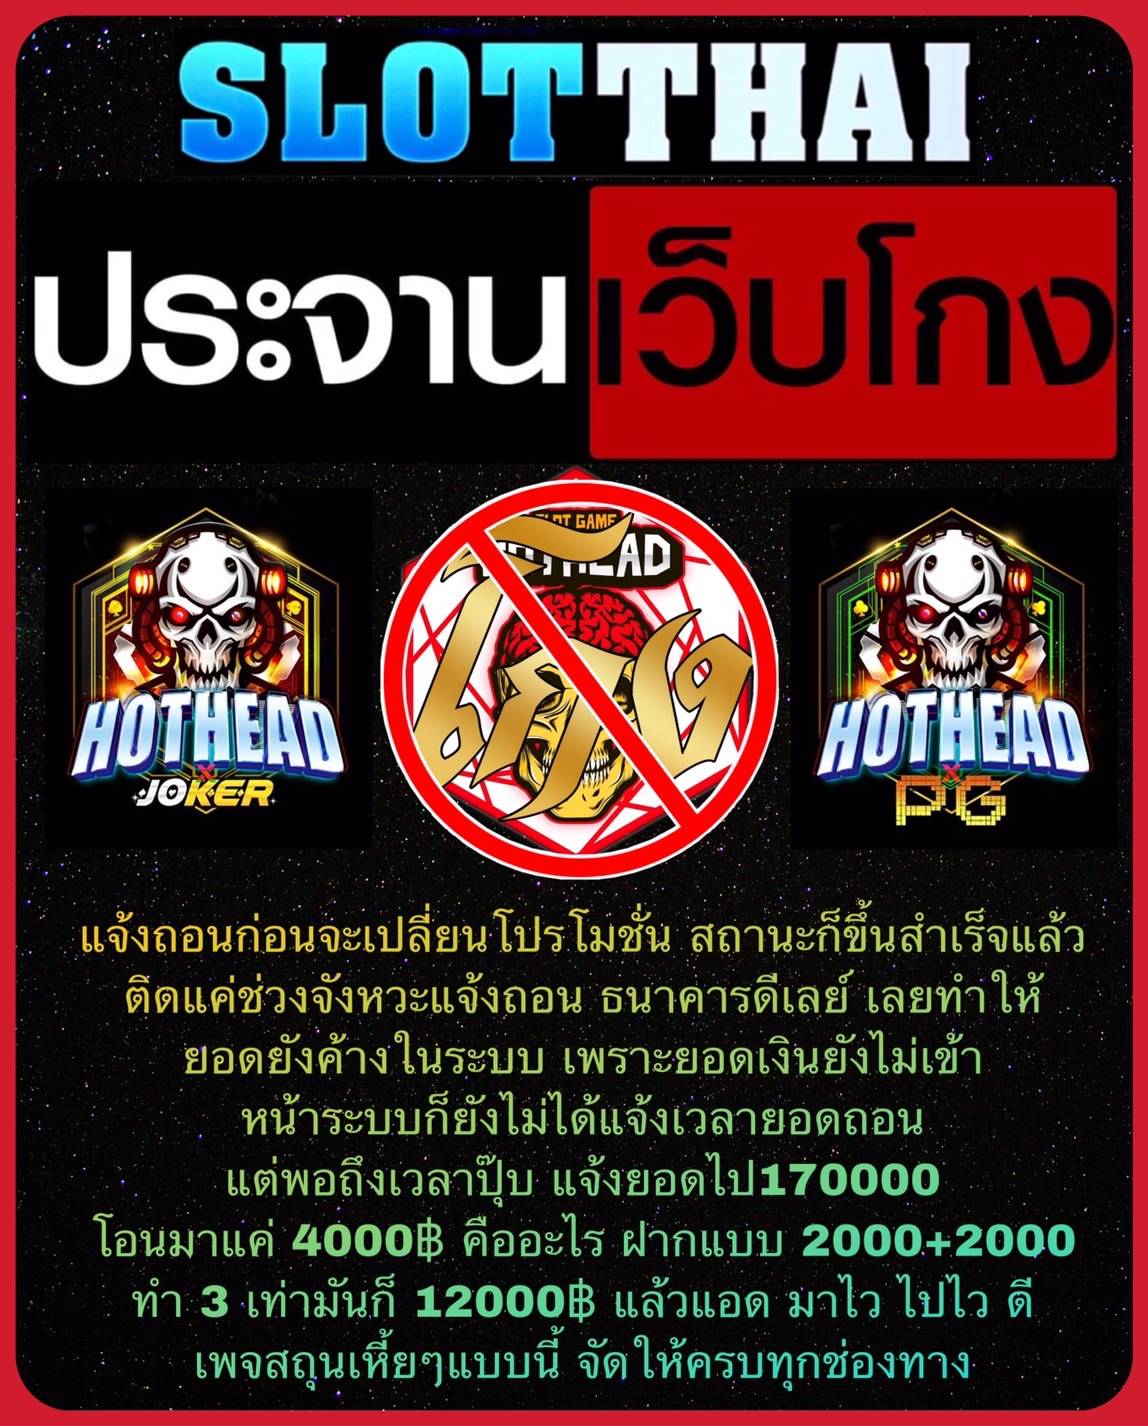 SLOTTHAI
ประจานเว็บโกง
SLOT GAME
HOTHEAD
โกง
HOTHEAD
X
JOKER
HOTHEAD
X
PG
แจ้งถอนก่อนจะเปลี่ยนโปรโมชั่น สถานะก็ขึ้นสำเร็จแล้ว
ติดแค่ช่วงจังหวะแจ้งถอน ธนาคารดีเลย์ เลยทำให้
ยอดยังค้างในระบบ เพราะยอดเงินยังไม่เข้า
หน้าระบบก็ยังไม่ได้แจ้งเวลายอดถอน
แต่พอถึงเวลาปุ๊บ แจ้งยอดไป170000
โอนมาแค่ 4000฿ คืออะไร ฝากแบบ 2000+2000
ทำ 3 เท่ามันก็ 12000฿ แล้วแอด มาไว ไปไว ดี
เพจสถุนเหี้ยๆแบบนี้ จัดให้ครบทุกช่องทาง